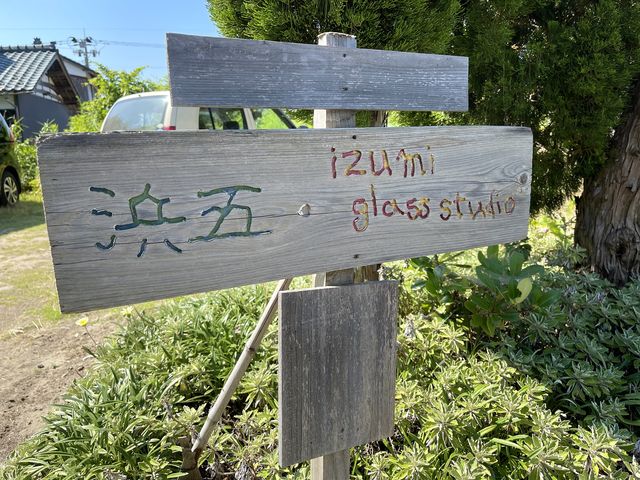 浜五・
izumi
glass studio